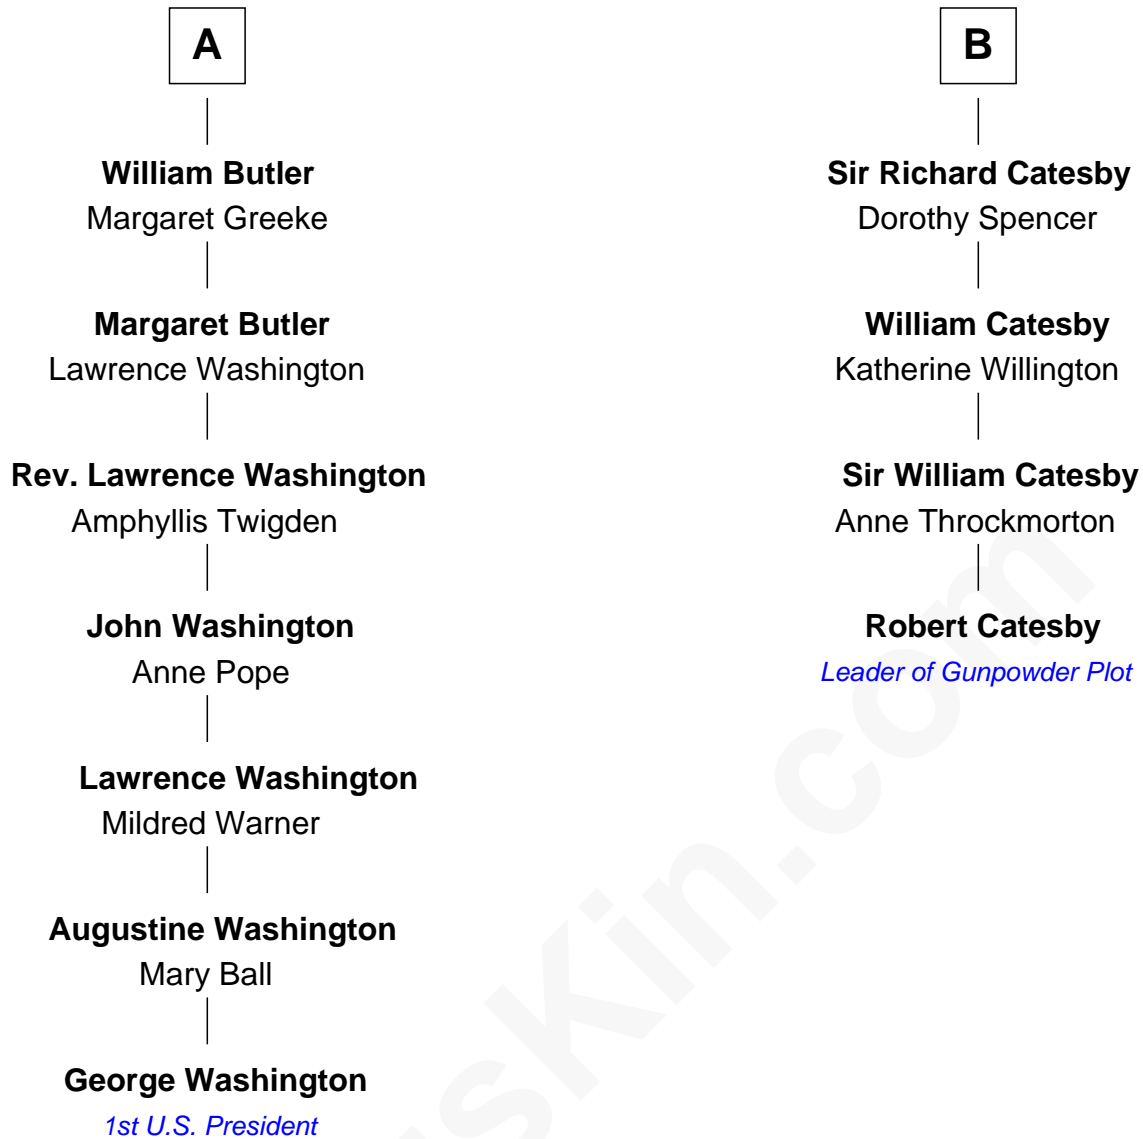 A
William Butler
Margaret Greeke
Margaret Butler
Lawrence Washington
Rev. Lawrence Washington
Amphyllis Twigden
John Washington
Anne Pope
Lawrence Washington
Mildred Warner
Augustine Washington
Mary Ball
George Washington
1st U.S. President
B
Sir Richard Catesby
Dorothy Spencer
William Catesby
Katherine Willington
Sir William Catesby
Anne Throckmorton
Robert Catesby
Leader of Gunpowder Plot